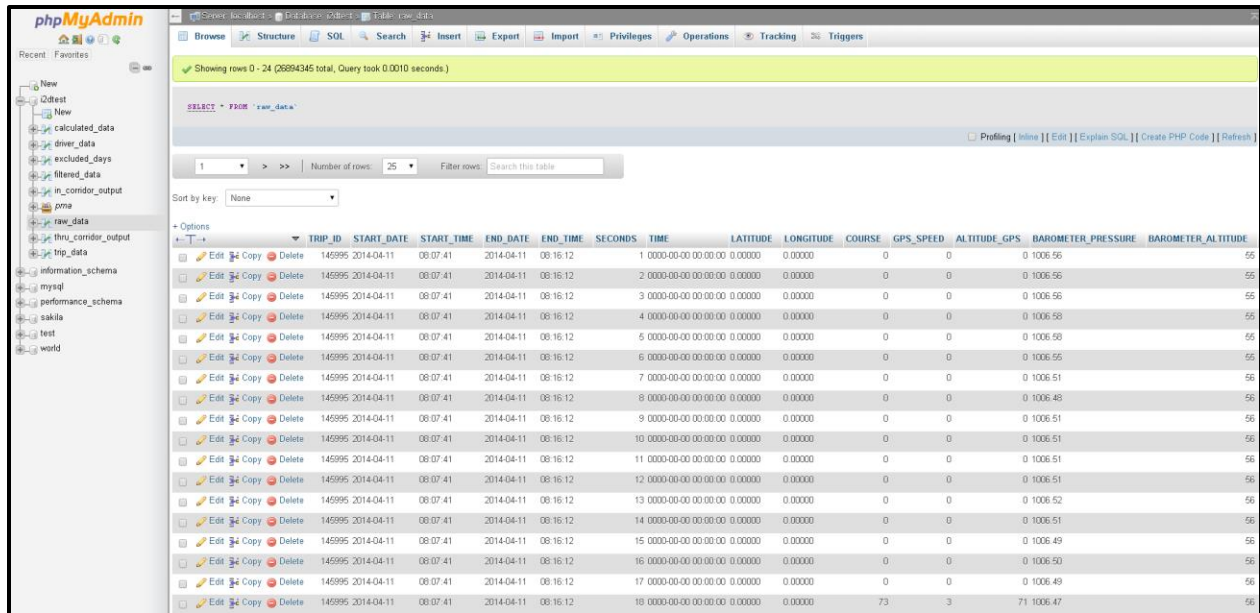 phpMyAdmin
Recent Favorites
New
i2dtest
New
calculated_data
driver_data
excluded_days
filtered_data
in_corridor_output
pma
raw_data
thru_corridor_output
trip_data
information_schema
mysql
performance_schema
sakila
test
world
Server: localhost » Database: i2dtest » Table: raw_data
Browse Structure SQL Search Insert Export Import Privileges Operations Tracking Triggers
Showing rows 0 - 24 (26894345 total, Query took 0.0010 seconds.)
SELECT * FROM `raw_data`
Profiling [ Inline ] [ Edit ] [ Explain SQL ] [ Create PHP Code ] [ Refresh ]
1 > >> Number of rows: 25 Filter rows: Search this table
Sort by key: None
+ Options
←T→ TRIP_ID START_DATE START_TIME END_DATE END_TIME SECONDS TIME LATITUDE LONGITUDE COURSE GPS_SPEED ALTITUDE_GPS BAROMETER_PRESSURE BAROMETER_ALTITUDE
Edit Copy Delete 145995 2014-04-11 08:07:41 2014-04-11 08:16:12 1 0000-00-00 00:00:00 0.00000 0.00000 0 0 0 1006.56 55
Edit Copy Delete 145995 2014-04-11 08:07:41 2014-04-11 08:16:12 2 0000-00-00 00:00:00 0.00000 0.00000 0 0 0 1006.56 55
Edit Copy Delete 145995 2014-04-11 08:07:41 2014-04-11 08:16:12 3 0000-00-00 00:00:00 0.00000 0.00000 0 0 0 1006.56 55
Edit Copy Delete 145995 2014-04-11 08:07:41 2014-04-11 08:16:12 4 0000-00-00 00:00:00 0.00000 0.00000 0 0 0 1006.58 55
Edit Copy Delete 145995 2014-04-11 08:07:41 2014-04-11 08:16:12 5 0000-00-00 00:00:00 0.00000 0.00000 0 0 0 1006.58 55
Edit Copy Delete 145995 2014-04-11 08:07:41 2014-04-11 08:16:12 6 0000-00-00 00:00:00 0.00000 0.00000 0 0 0 1006.55 55
Edit Copy Delete 145995 2014-04-11 08:07:41 2014-04-11 08:16:12 7 0000-00-00 00:00:00 0.00000 0.00000 0 0 0 1006.51 56
Edit Copy Delete 145995 2014-04-11 08:07:41 2014-04-11 08:16:12 8 0000-00-00 00:00:00 0.00000 0.00000 0 0 0 1006.48 56
Edit Copy Delete 145995 2014-04-11 08:07:41 2014-04-11 08:16:12 9 0000-00-00 00:00:00 0.00000 0.00000 0 0 0 1006.51 56
Edit Copy Delete 145995 2014-04-11 08:07:41 2014-04-11 08:16:12 10 0000-00-00 00:00:00 0.00000 0.00000 0 0 0 1006.51 56
Edit Copy Delete 145995 2014-04-11 08:07:41 2014-04-11 08:16:12 11 0000-00-00 00:00:00 0.00000 0.00000 0 0 0 1006.51 56
Edit Copy Delete 145995 2014-04-11 08:07:41 2014-04-11 08:16:12 12 0000-00-00 00:00:00 0.00000 0.00000 0 0 0 1006.51 56
Edit Copy Delete 145995 2014-04-11 08:07:41 2014-04-11 08:16:12 13 0000-00-00 00:00:00 0.00000 0.00000 0 0 0 1006.52 56
Edit Copy Delete 145995 2014-04-11 08:07:41 2014-04-11 08:16:12 14 0000-00-00 00:00:00 0.00000 0.00000 0 0 0 1006.51 56
Edit Copy Delete 145995 2014-04-11 08:07:41 2014-04-11 08:16:12 15 0000-00-00 00:00:00 0.00000 0.00000 0 0 0 1006.49 56
Edit Copy Delete 145995 2014-04-11 08:07:41 2014-04-11 08:16:12 16 0000-00-00 00:00:00 0.00000 0.00000 0 0 0 1006.50 56
Edit Copy Delete 145995 2014-04-11 08:07:41 2014-04-11 08:16:12 17 0000-00-00 00:00:00 0.00000 0.00000 0 0 0 1006.49 56
Edit Copy Delete 145995 2014-04-11 08:07:41 2014-04-11 08:16:12 18 0000-00-00 00:00:00 0.00000 0.00000 73 3 71 1006.47 56